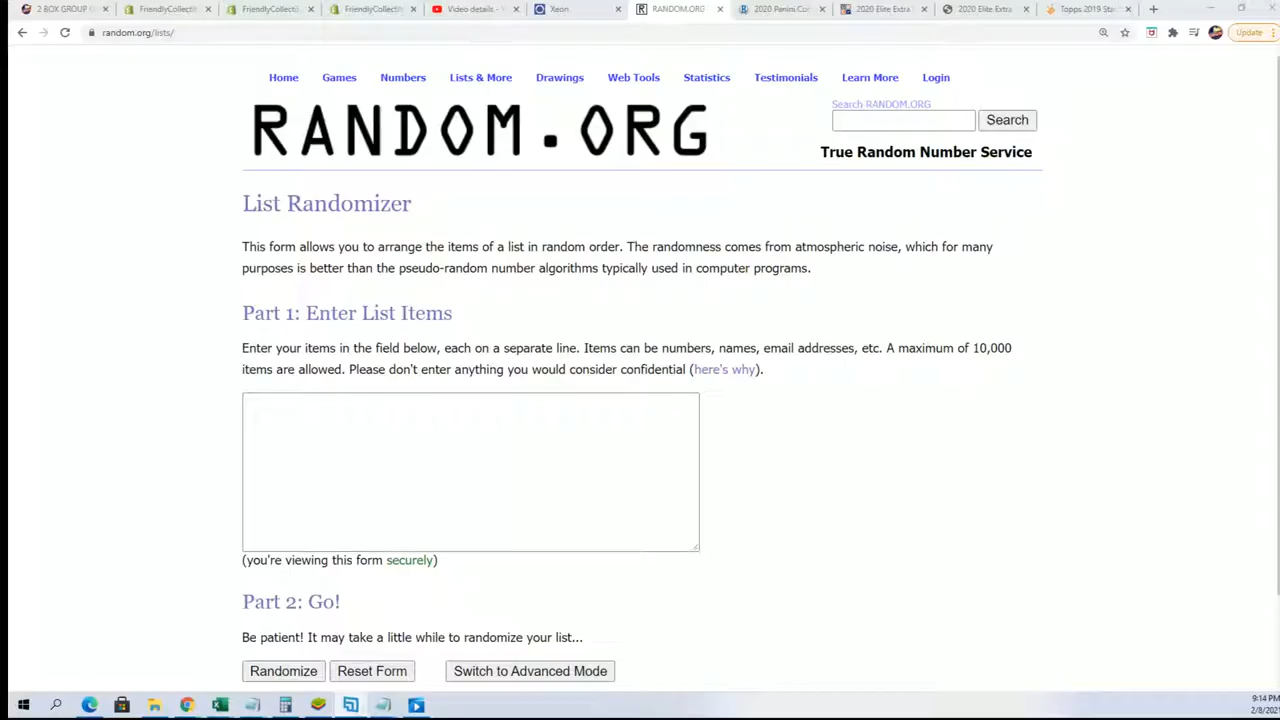 2 BOX GROUP
FriendlyCollecti
FriendlyCollecti
FriendlyCollecti
Video details -
Xeon
RANDOM.ORG
2020 Panini
2020 Elite Extra
2020 Elite Extra
Topps 2019
random.org/lists/
Update
Home Games Numbers Lists & More Drawings Web Tools Statistics Testimonials Learn More Login
RANDOM.ORG
Search RANDOM.ORG
Search
True Random Number Service
List Randomizer
This form allows you to arrange the items of a list in random order. The randomness comes from atmospheric noise, which for many
purposes is better than the pseudo-random number algorithms typically used in computer programs.
Part 1: Enter List Items
Enter your items in the field below, each on a separate line. Items can be numbers, names, email addresses, etc. A maximum of 10,000
items are allowed. Please don't enter anything you would consider confidential (here's why).
(you're viewing this form securely)
Part 2: Go!
Be patient! It may take a little while to randomize your list...
Randomize Reset Form Switch to Advanced Mode
9:14 PM
2/8/2021